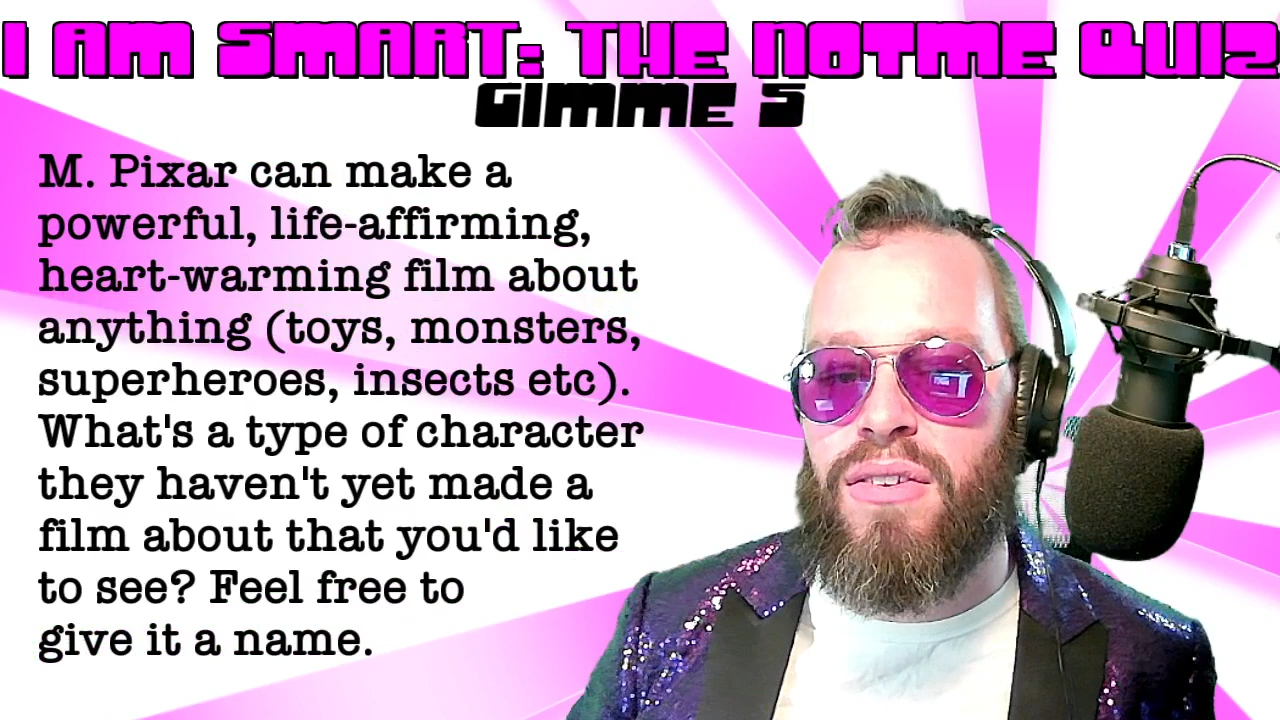 I AM SMART: THE NOTME QUIZ
GIMME 5
M. Pixar can make a
powerful, life-affirming,
heart-warming film about
anything (toys, monsters,
superheroes, insects etc).
What's a type of character
they haven't yet made a
film about that you'd like
to see? Feel free to
give it a name.